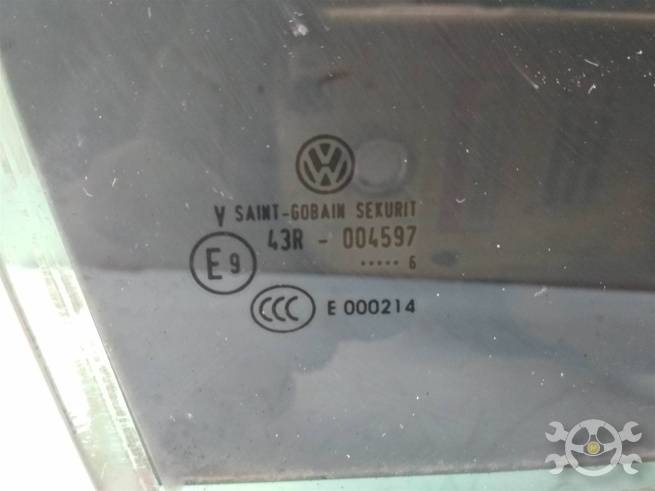 V SAINT-GOBAIN SEKURIT
43R - 004597
E9
..... 6
CCC E 000214